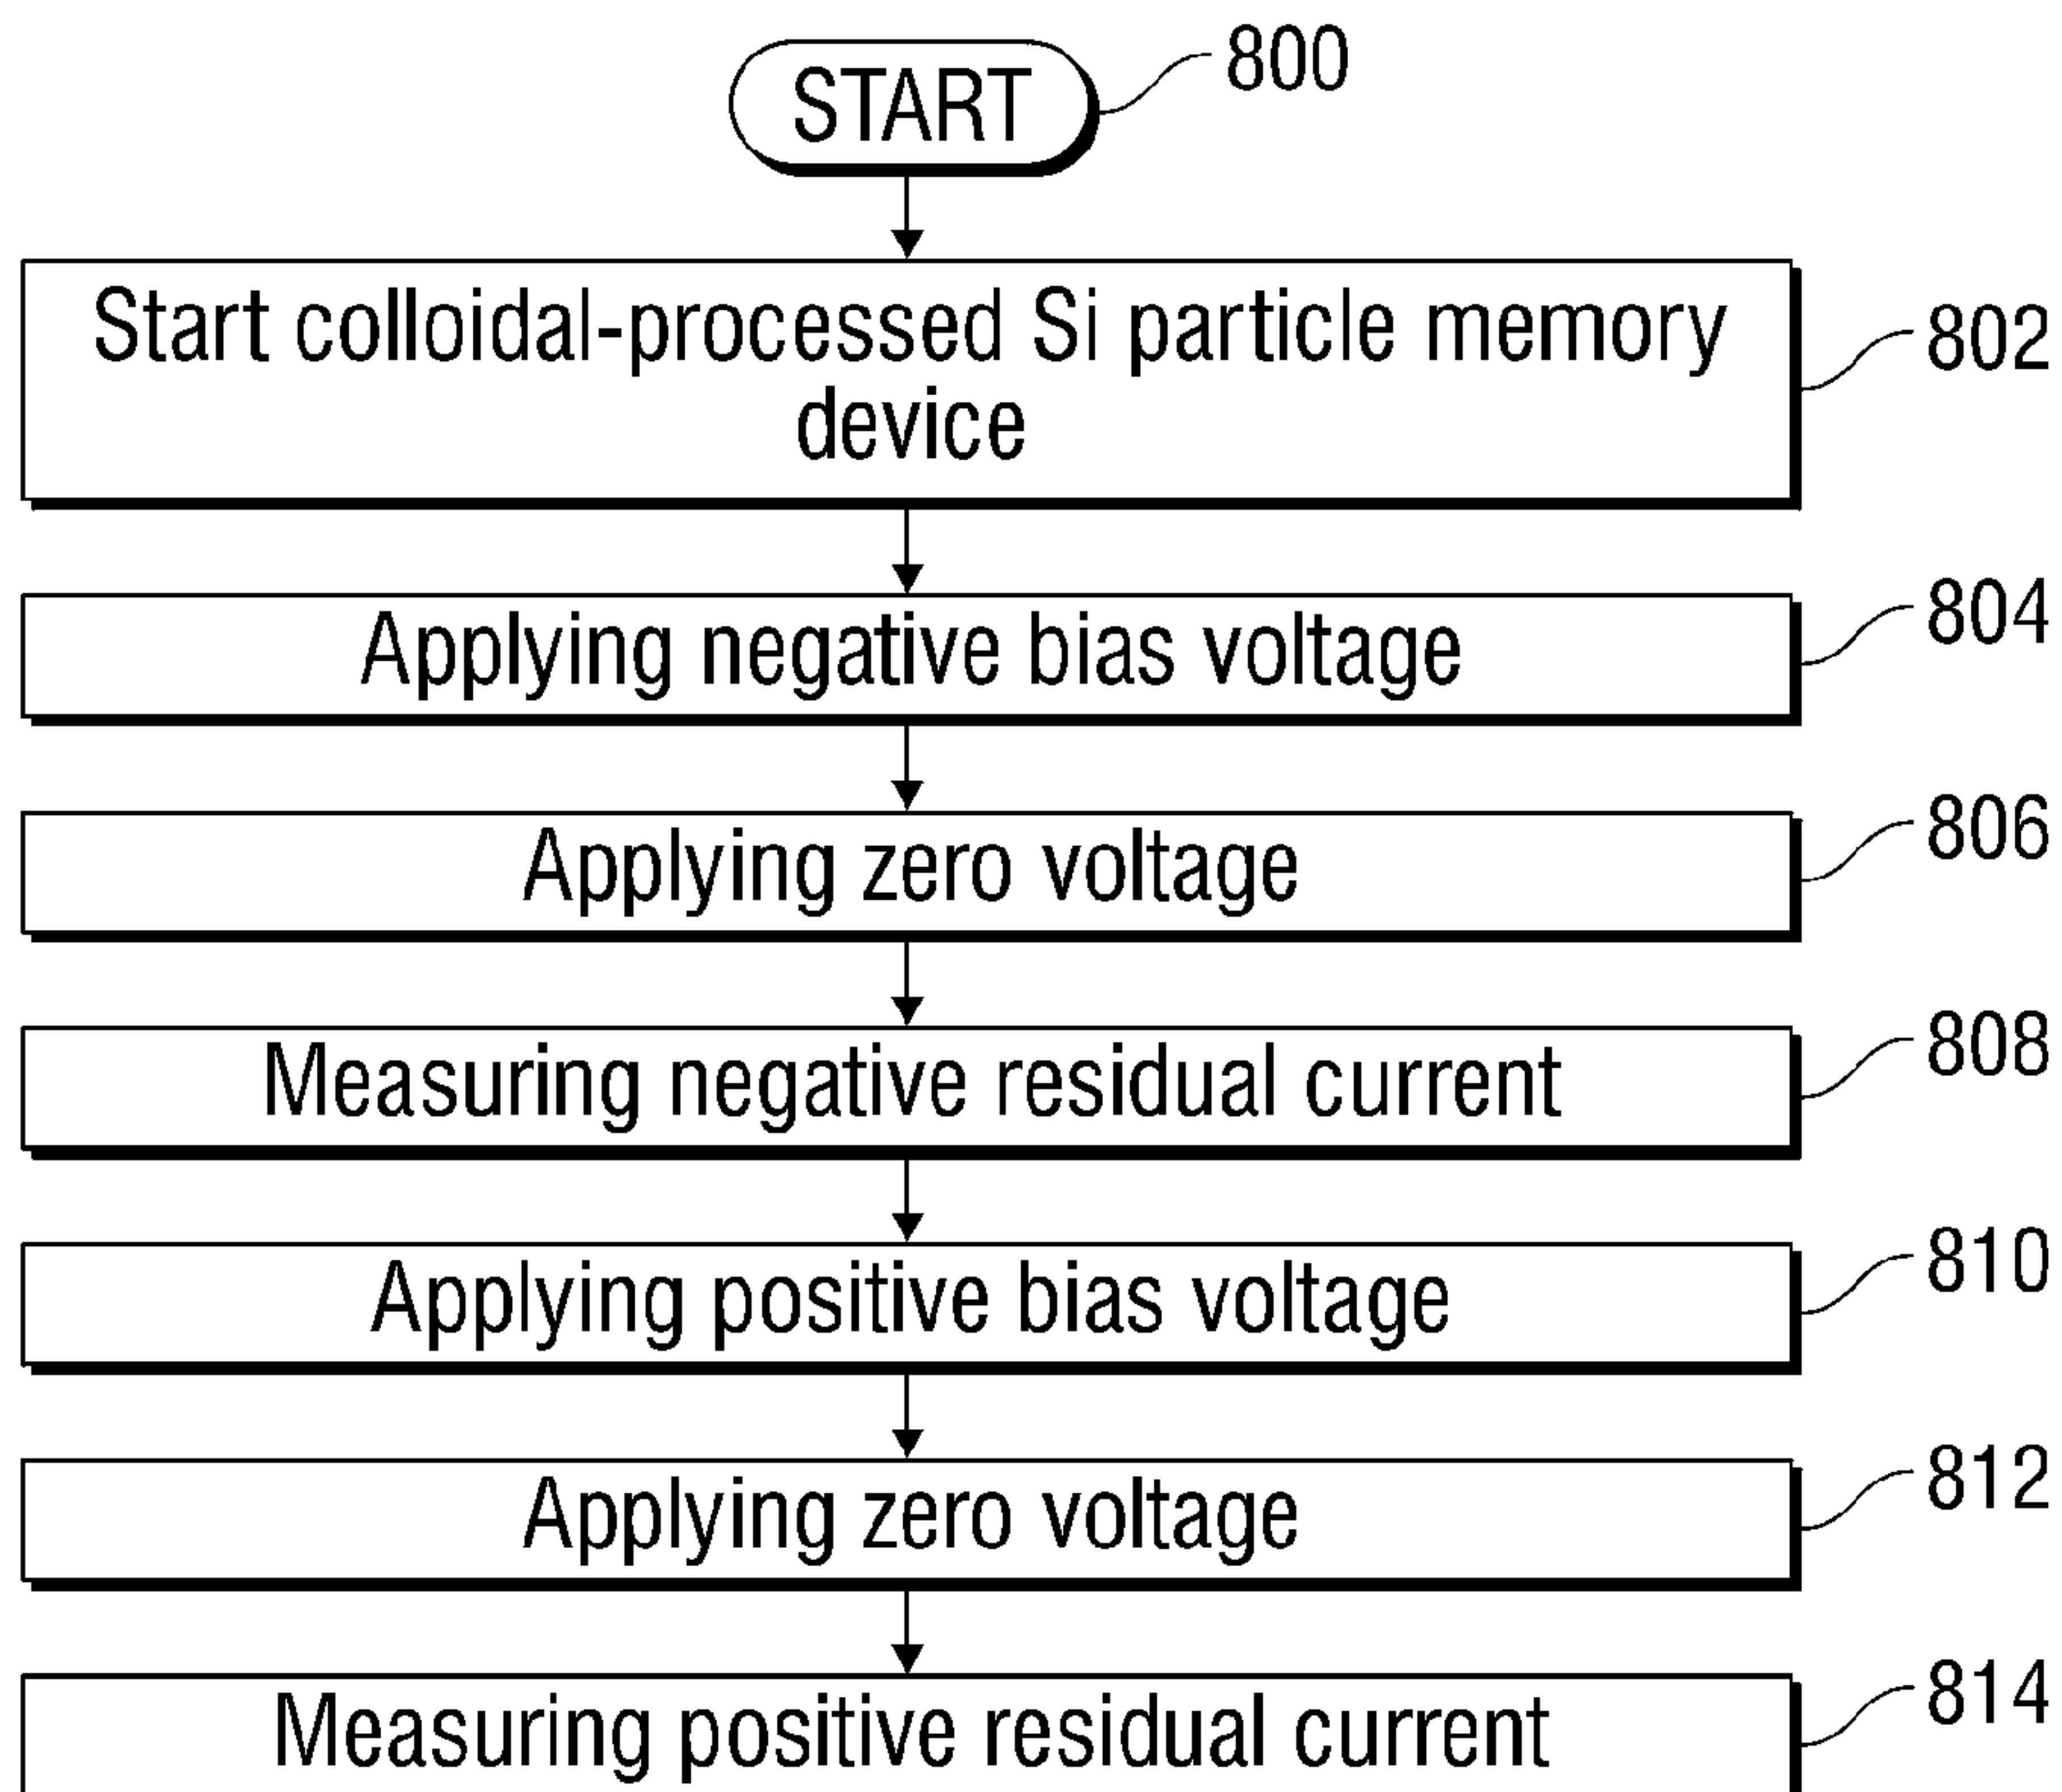 START
800
Start colloidal-processed Si particle memory
device
802
Applying negative bias voltage
804
Applying zero voltage
806
Measuring negative residual current
808
Applying positive bias voltage
810
Applying zero voltage
812
Measuring positive residual current
814